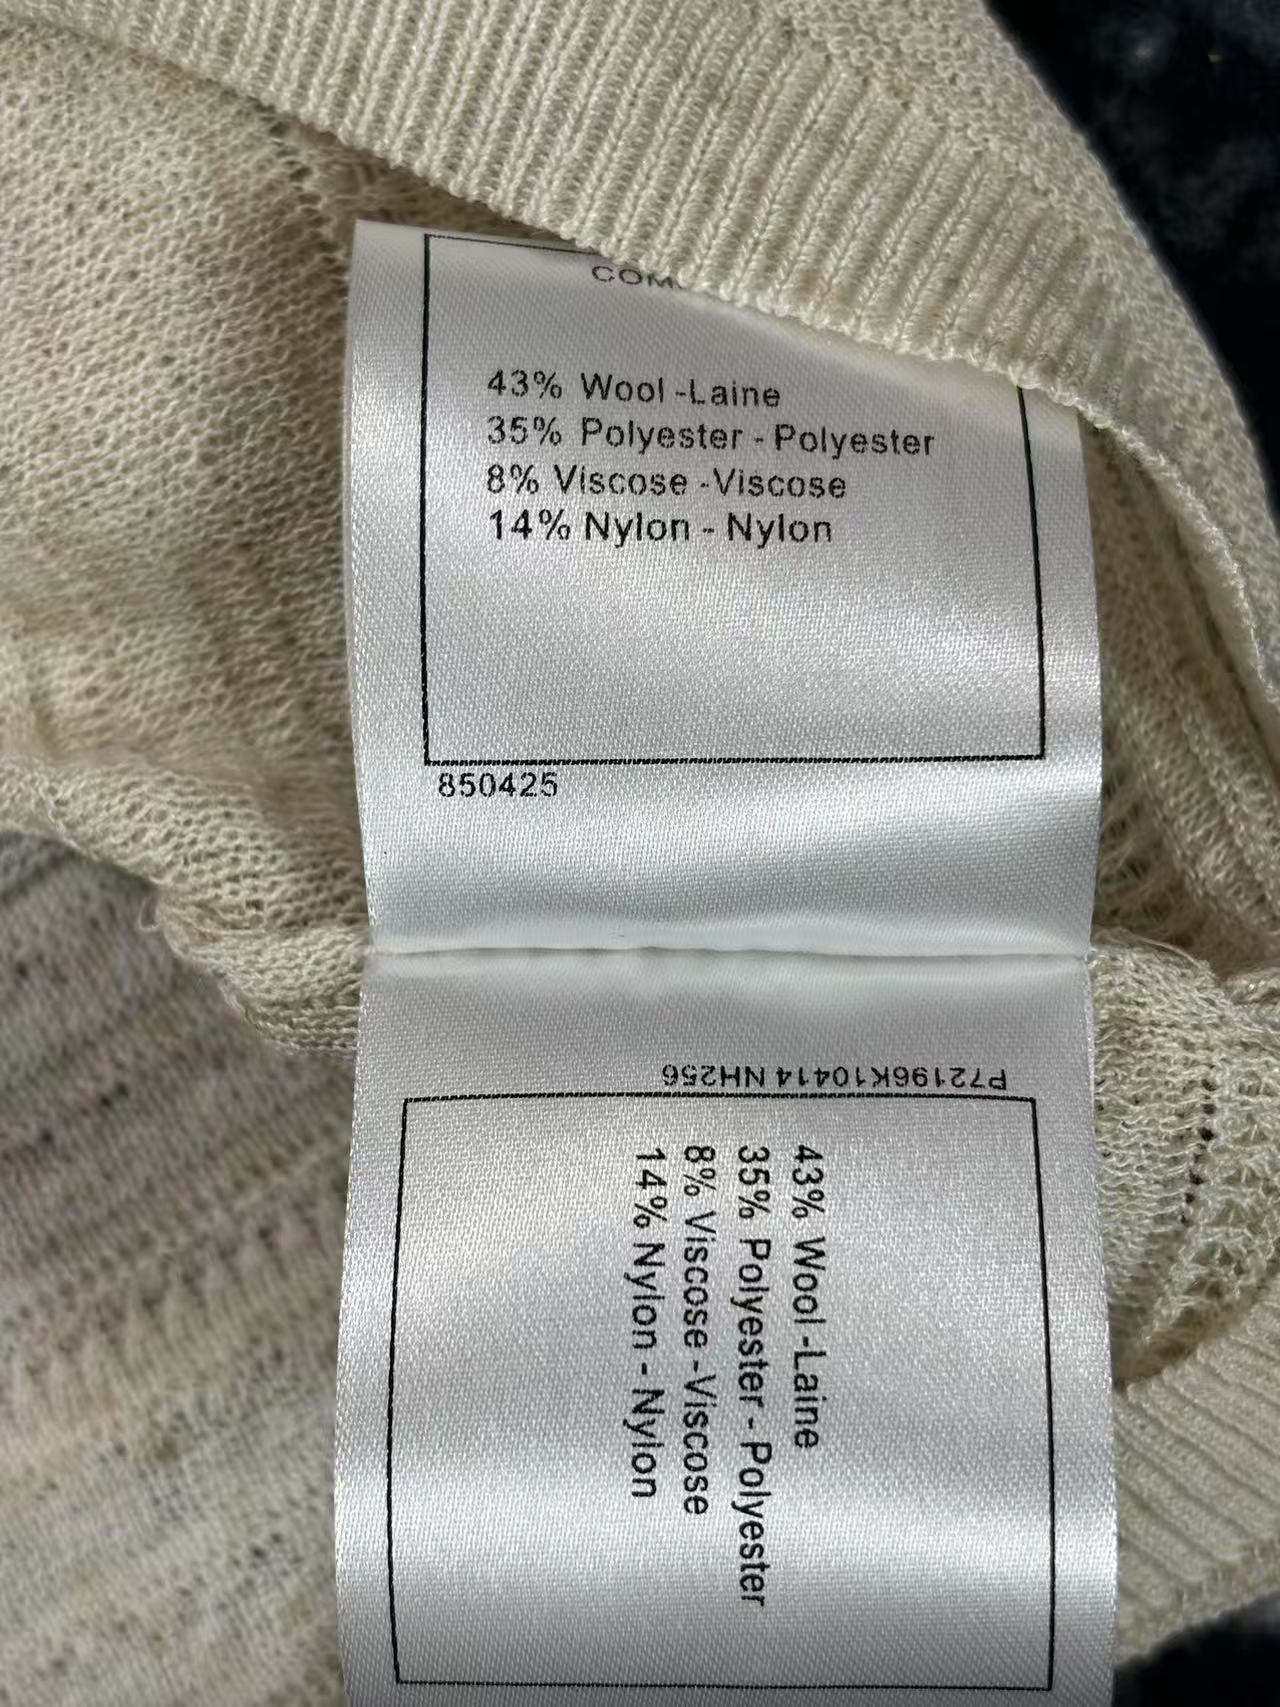 43% Wool -Laine
35% Polyester - Polyester
8% Viscose -Viscose
14% Nylon - Nylon
850425
P72196K10414 NH256
43% Wool -Laine
35% Polyester - Polyester
8% Viscose -Viscose
14% Nylon - Nylon